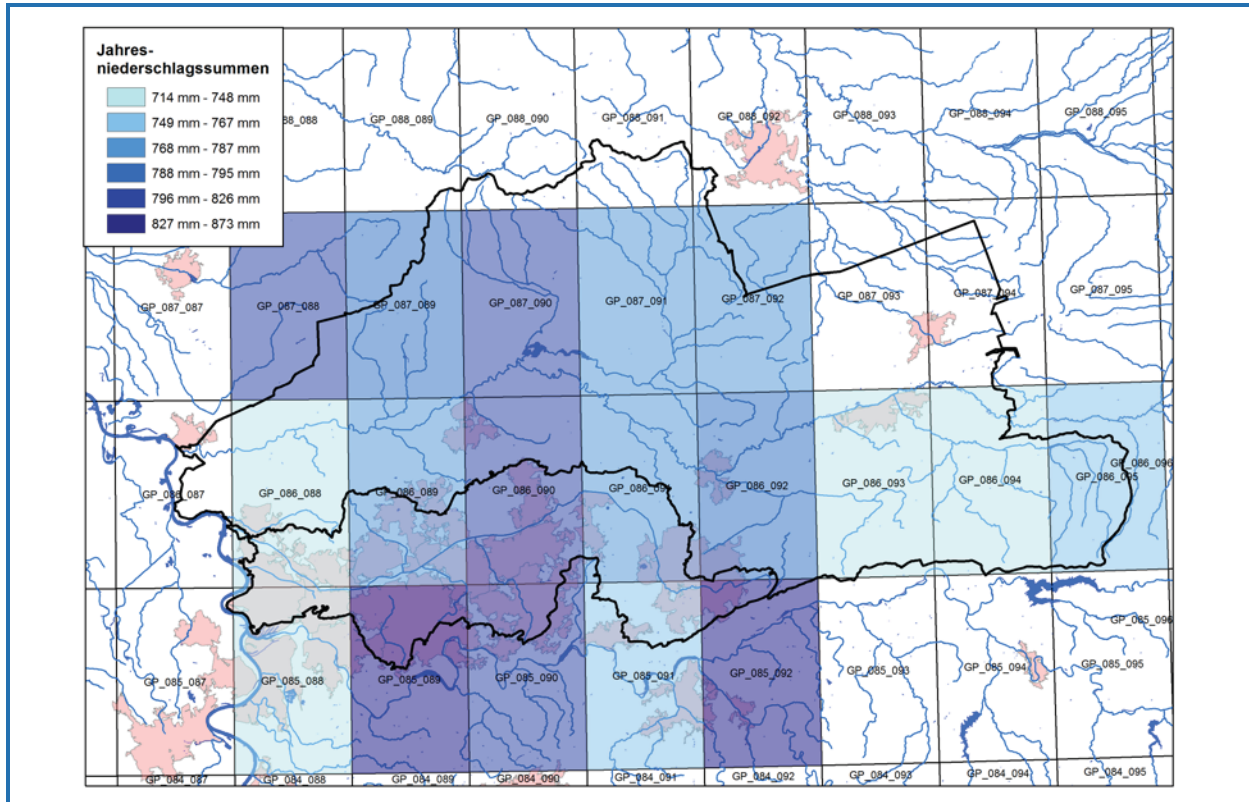 Jahres-
niederschlagssummen
714 mm - 748 mm
749 mm - 767 mm
768 mm - 787 mm
788 mm - 795 mm
796 mm - 826 mm
827 mm - 873 mm
GP_088_089
GP_088_090
GP_088_091
GP_088_092
GP_088_093
GP_088_094
GP_088_095
GP_087_087
GP_087_088
GP_087_089
GP_087_090
GP_087_091
GP_087_092
GP_087_093
GP_087_094
GP_087_095
GP_086_087
GP_086_088
GP_086_089
GP_086_090
GP_086_091
GP_086_092
GP_086_093
GP_086_094
GP_086_095
GP_086_096
GP_085_087
GP_085_088
GP_085_089
GP_085_090
GP_085_091
GP_085_092
GP_085_093
GP_085_094
GP_085_095
GP_085_096
GP_084_087
GP_084_088
GP_084_089
GP_084_090
GP_084_091
GP_084_092
GP_084_093
GP_084_094
GP_084_095